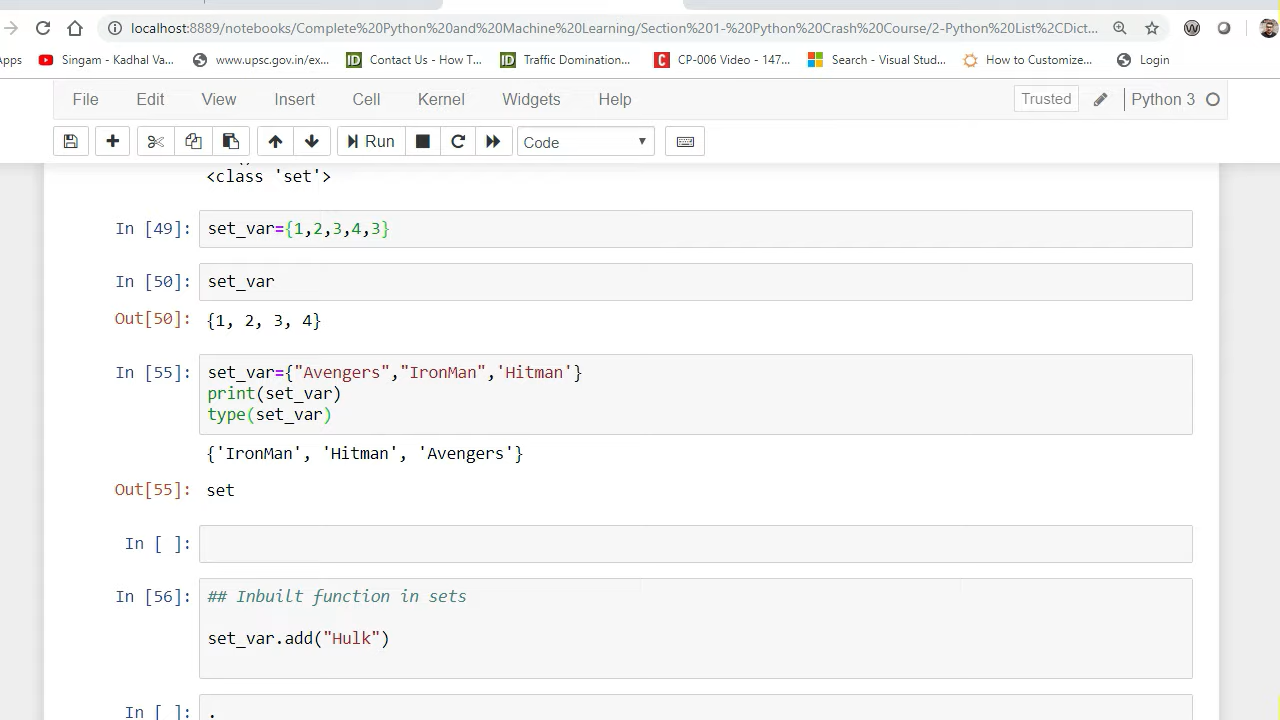 localhost:8889/notebooks/Complete%20Python%20and%20Machine%20Learning/Section%201-%20Python%20Crash%20Course/2-Python%20List%2CDict...
Apps Singam - Kadhal Va... www.upsc.gov.in/ex... Contact Us - How T... Traffic Domination... CP-006 Video - 147... Search - Visual Stud... How to Customize... Login
File Edit View Insert Cell Kernel Widgets Help Trusted Python 3
Run Code
<class 'set'>
In [49]: set_var={1,2,3,4,3}
In [50]: set_var
Out[50]: {1, 2, 3, 4}
In [55]: set_var={"Avengers","IronMan",'Hitman'}
print(set_var)
type(set_var)
{'IronMan', 'Hitman', 'Avengers'}
Out[55]: set
In [ ]:
In [56]: ## Inbuilt function in sets
set_var.add("Hulk")
In [ ]: .